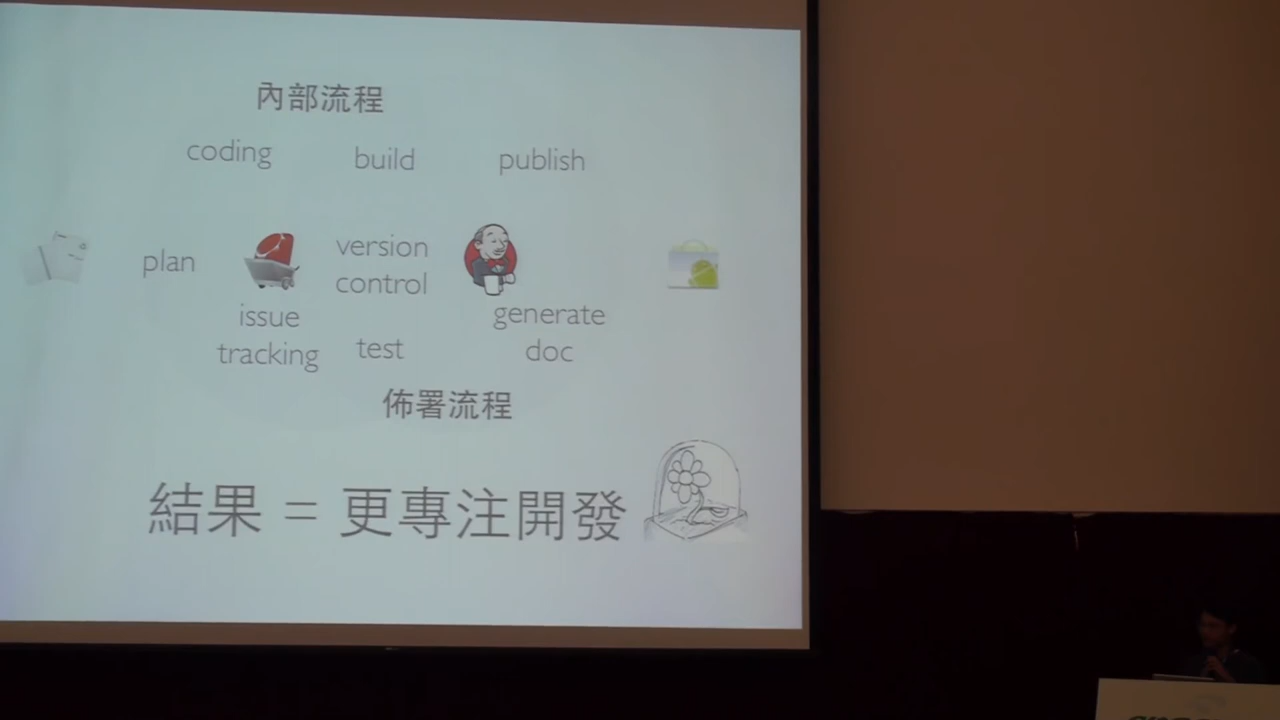 內部流程
coding build publish
plan
version
control
issue
tracking
test
generate
doc
佈署流程
結果 = 更專注開發